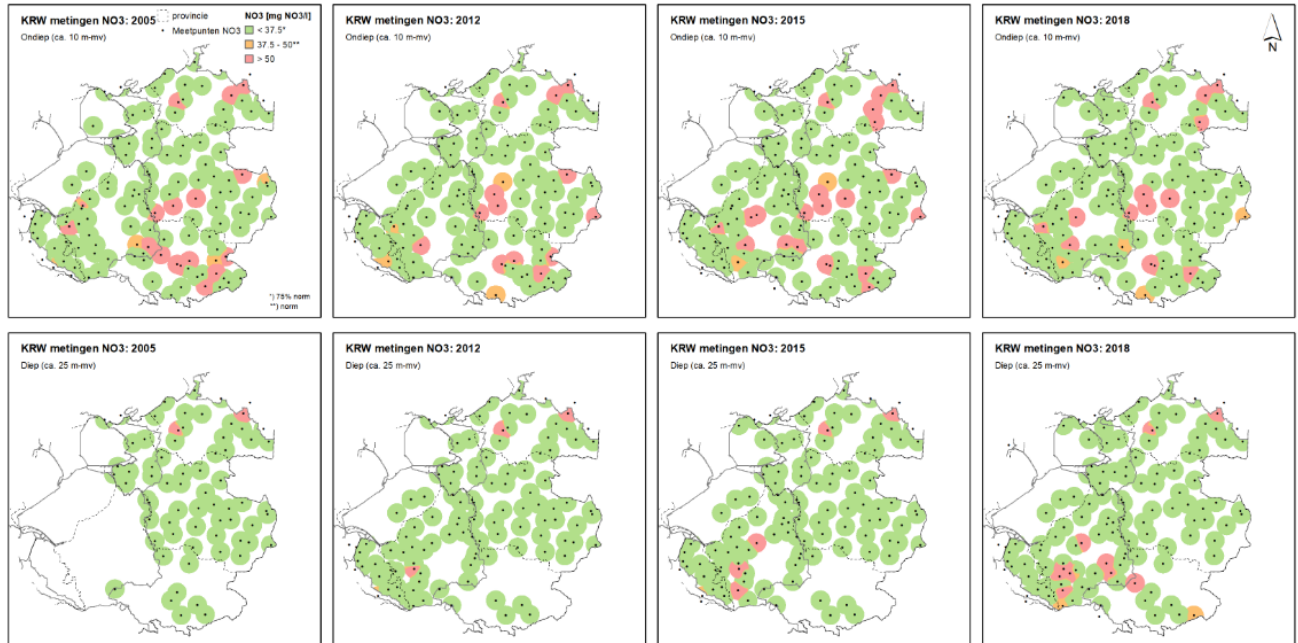 KRW metingen NO3: 2005
Ondiep (ca. 10 m-mv)
provincie
Meetpunten NO3
NO3 [mg NO3/l]
< 37.5*
37.5 - 50**
> 50
*) 75% norm
**) norm
KRW metingen NO3: 2012
Ondiep (ca. 10 m-mv)
KRW metingen NO3: 2015
Ondiep (ca. 10 m-mv)
KRW metingen NO3: 2018
Ondiep (ca. 10 m-mv)
N
KRW metingen NO3: 2005
Diep (ca. 25 m-mv)
KRW metingen NO3: 2012
Diep (ca. 25 m-mv)
KRW metingen NO3: 2015
Diep (ca. 25 m-mv)
KRW metingen NO3: 2018
Diep (ca. 25 m-mv)